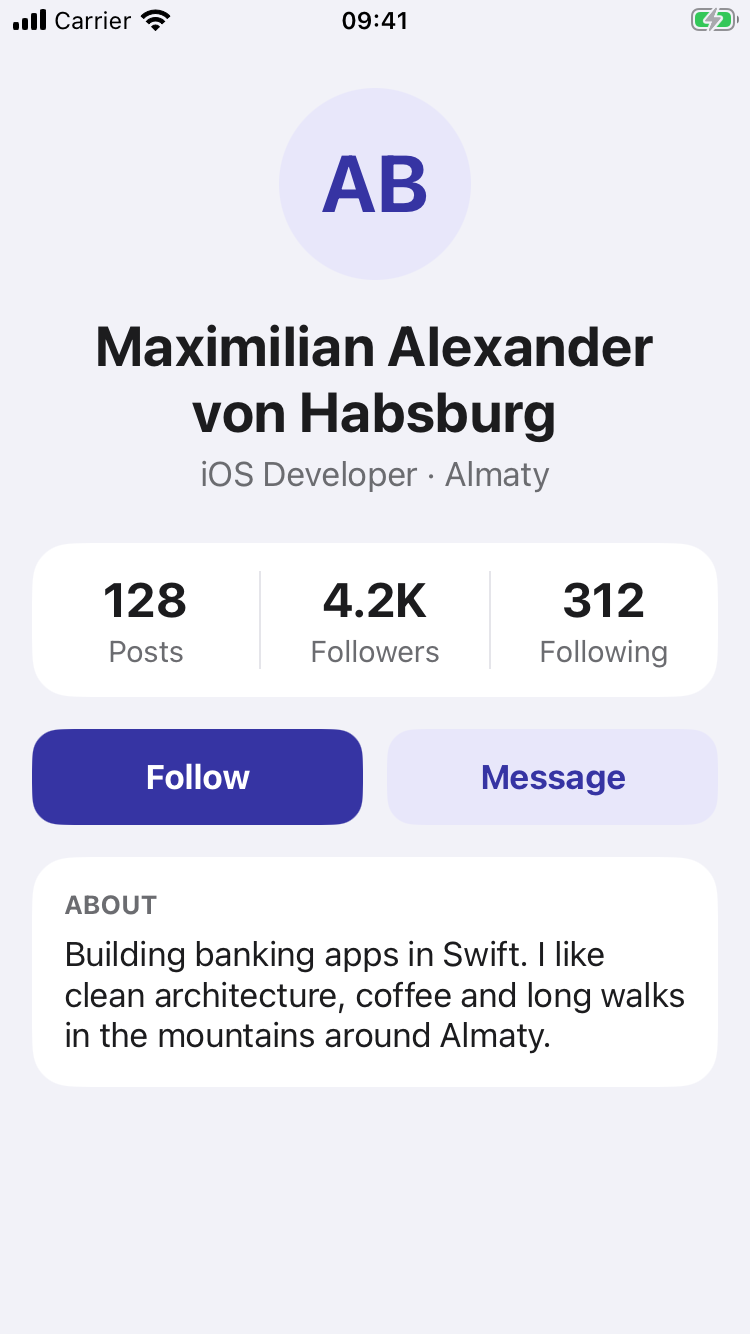 Carrier 09:41
AB
Maximilian Alexander
von Habsburg
iOS Developer · Almaty
128 4.2K 312
Posts Followers Following
Follow Message
ABOUT
Building banking apps in Swift. I like
clean architecture, coffee and long walks
in the mountains around Almaty.